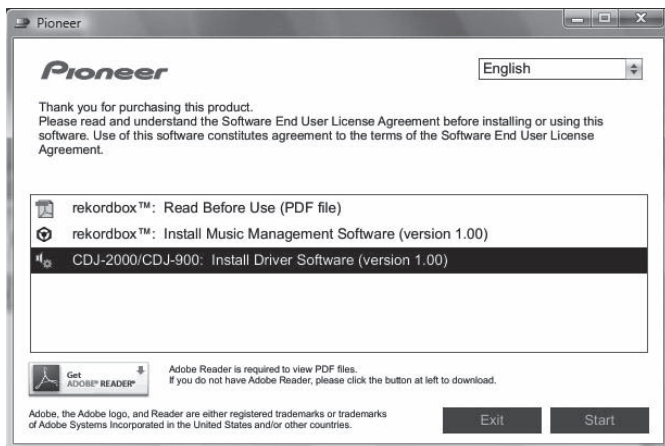 Pioneer
Pioneer
English
Thank you for purchasing this product.
Please read and understand the Software End User License Agreement before installing or using this
software. Use of this software constitutes agreement to the terms of the Software End User License
Agreement.
rekordbox™: Read Before Use (PDF file)
rekordbox™: Install Music Management Software (version 1.00)
CDJ-2000/CDJ-900: Install Driver Software (version 1.00)
Get
ADOBE® READER®
Adobe Reader is required to view PDF files.
If you do not have Adobe Reader, please click the button at left to download.
Adobe, the Adobe logo, and Reader are either registered trademarks or trademarks
of Adobe Systems Incorporated in the United States and/or other countries.
Exit
Start